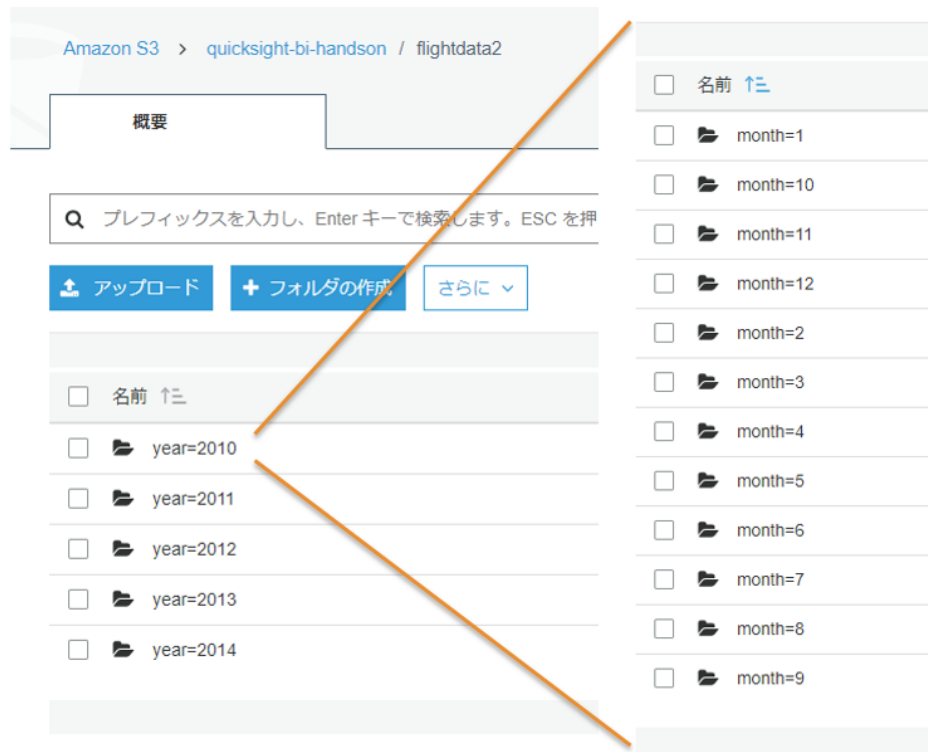 Amazon S3 > quicksight-bi-handson / flightdata2
概要
プレフィックスを入力し、Enter キーで検索します。ESC を押
アップロード
フォルダの作成
さらに
名前
year=2010
year=2011
year=2012
year=2013
year=2014
名前
month=1
month=10
month=11
month=12
month=2
month=3
month=4
month=5
month=6
month=7
month=8
month=9